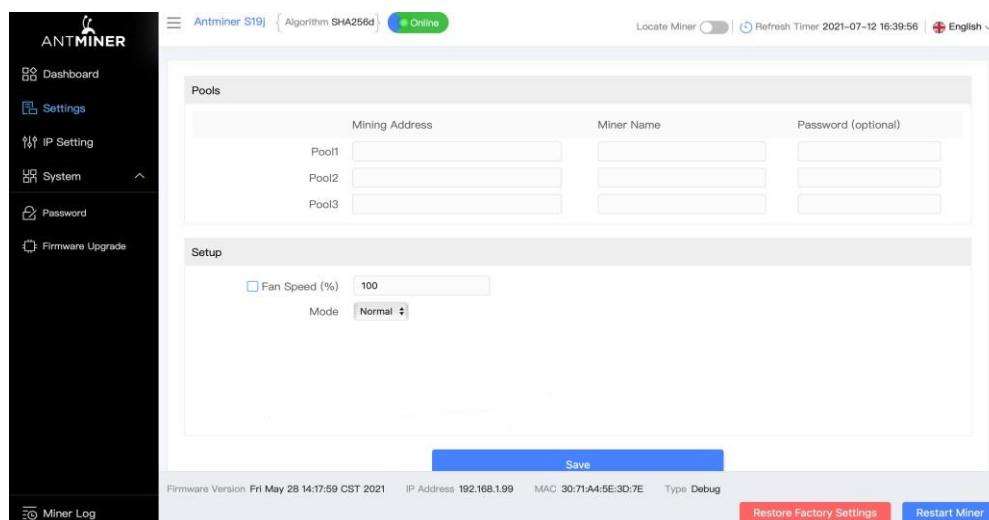 ANTMINER
Dashboard
Settings
IP Setting
System
Password
Firmware Upgrade
Miner Log
Antminer S19j { Algorithm SHA256d } Online Locate Miner Refresh Timer 2021-07-12 16:39:56 English
Pools
Mining Address Miner Name Password (optional)
Pool1
Pool2
Pool3
Setup
Fan Speed (%) 100
Mode Normal
Save
Firmware Version Fri May 28 14:17:59 CST 2021 IP Address 192.168.1.99 MAC 30:71:A4:5E:3D:7E Type Debug
Restore Factory Settings Restart Miner